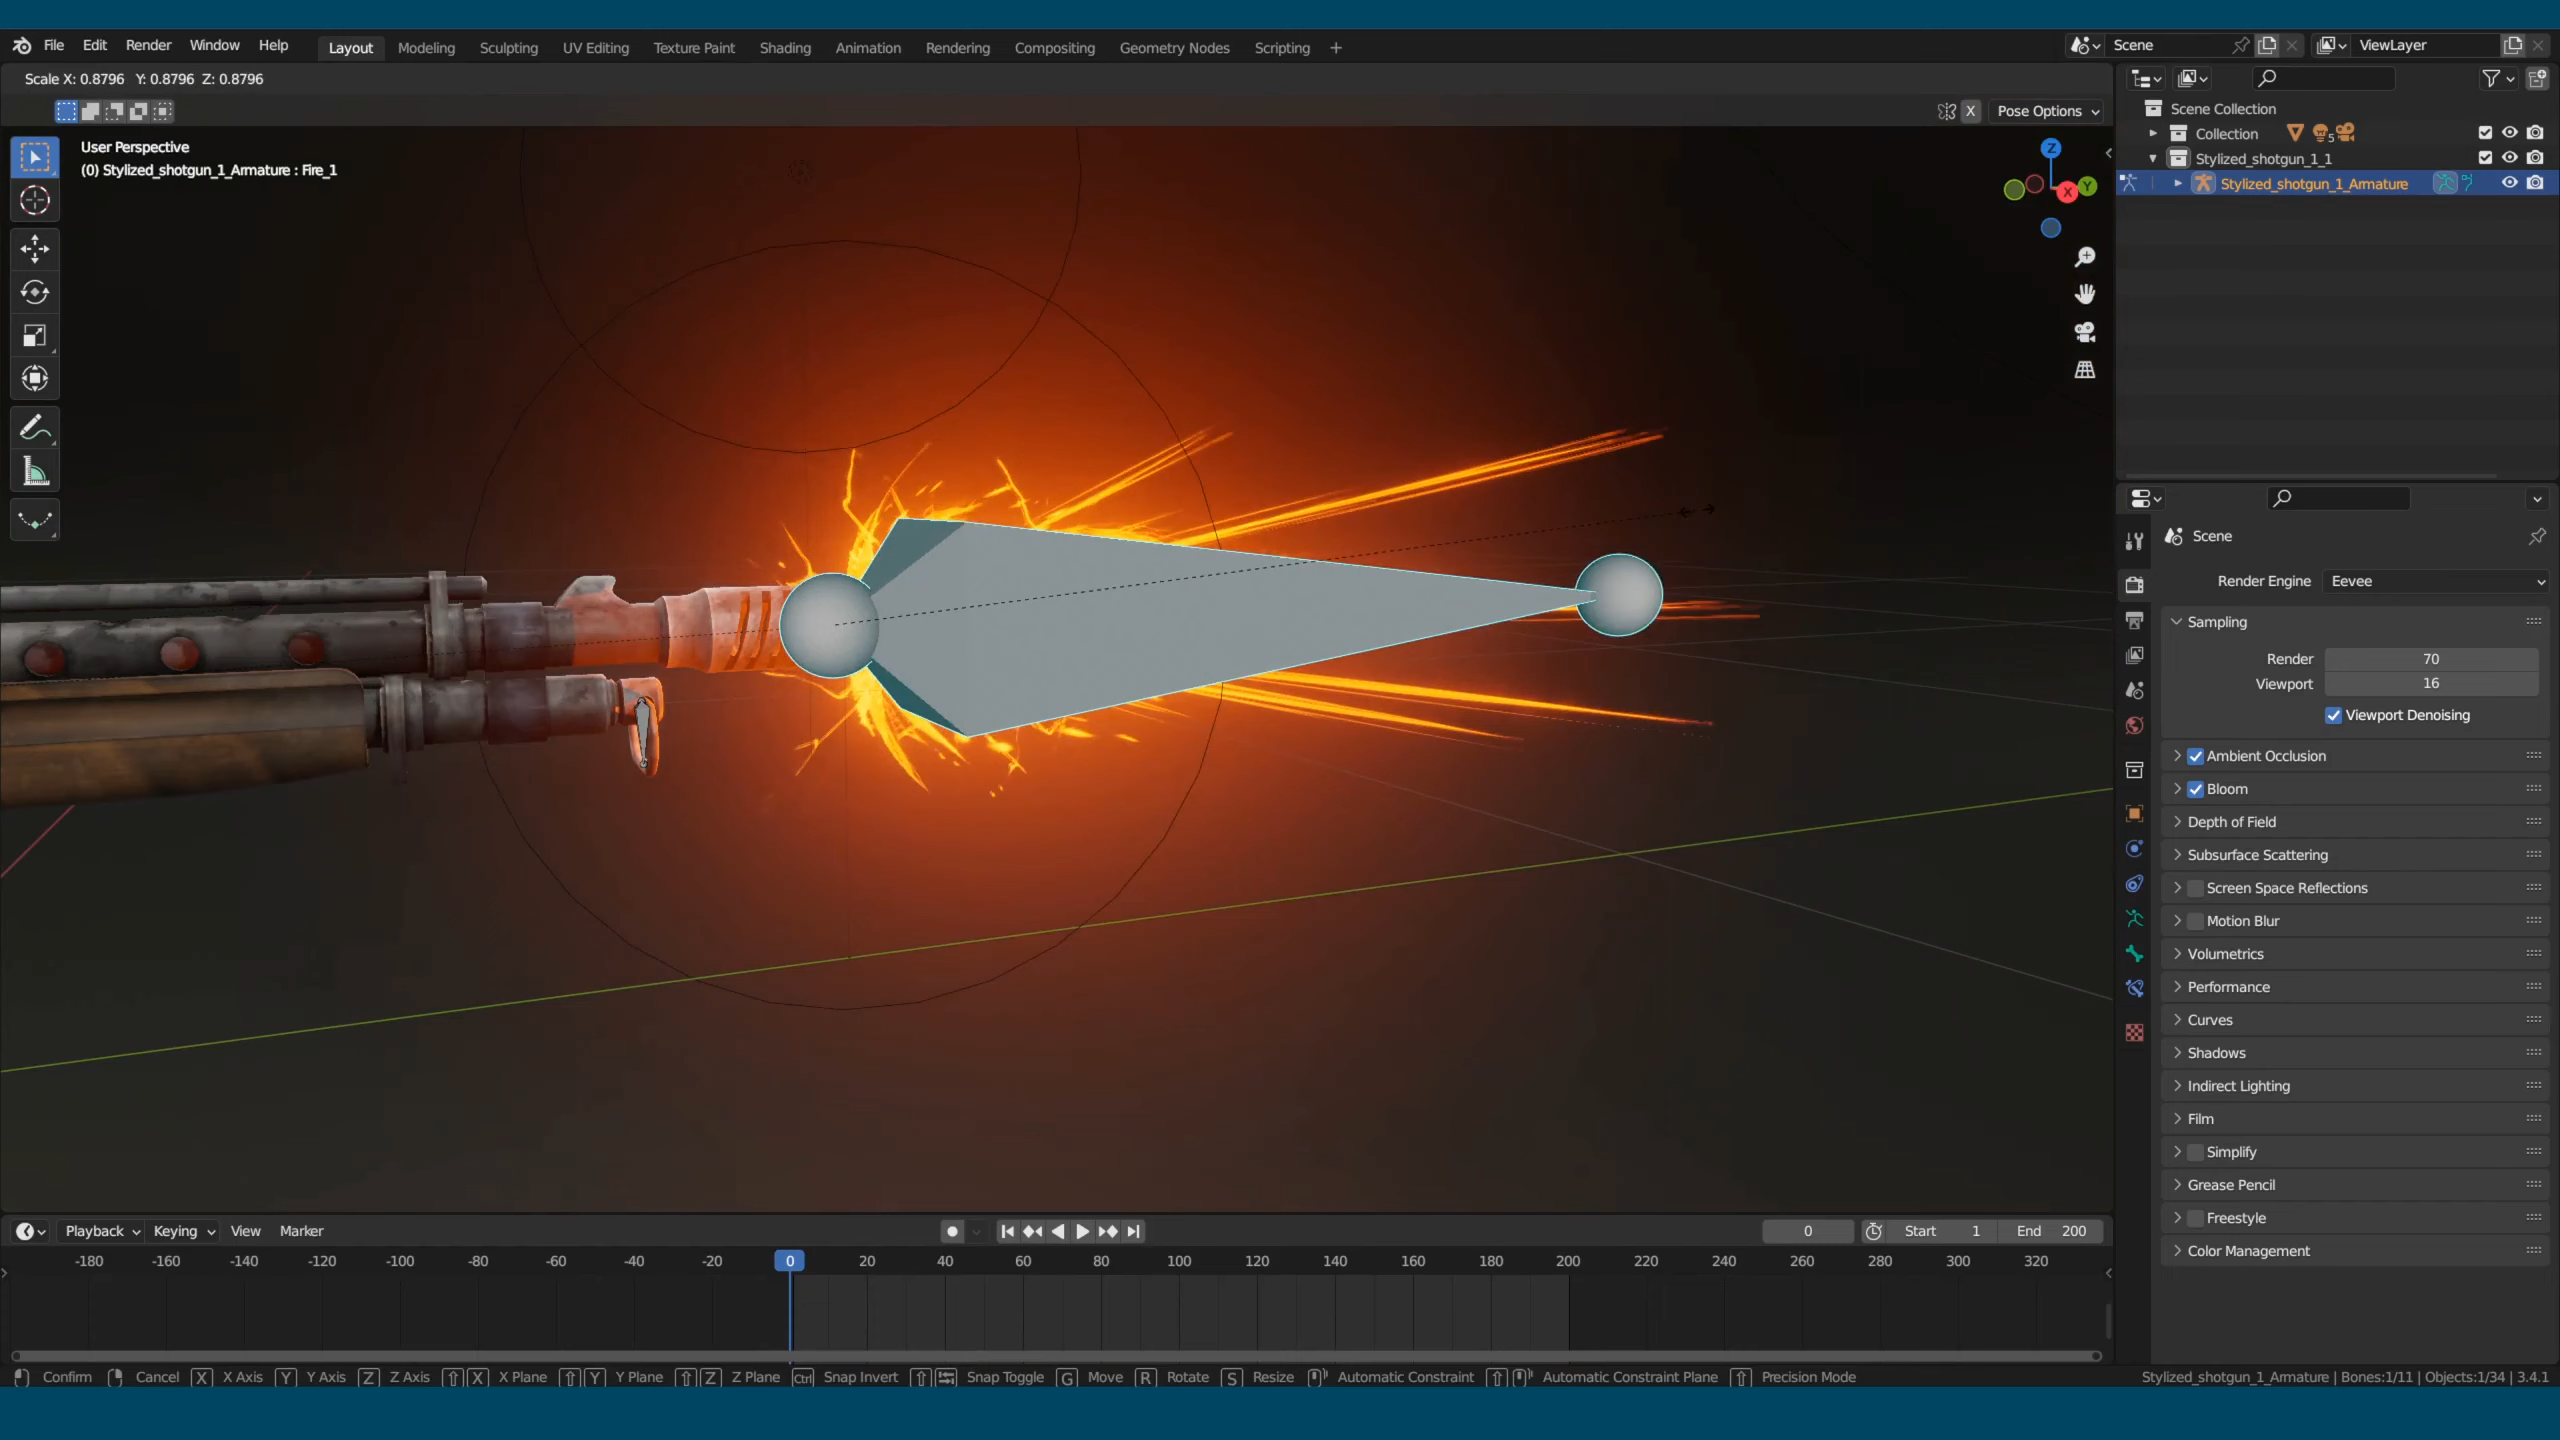 File Edit Render Window Help Layout Modeling Sculpting UV Editing Texture Paint Shading Animation Rendering Compositing Geometry Nodes Scripting + Scene ViewLayer
Scale X: 0.8796 Y: 0.8796 Z: 0.8796
X Pose Options
User Perspective
(0) Stylized_shotgun_1_Armature : Fire_1
Z
Y
X
Scene Collection
Collection 5
Stylized_shotgun_1_1
Stylized_shotgun_1_Armature
Scene
Render Engine Eevee
Sampling
Render 70
Viewport 16
Viewport Denoising
Ambient Occlusion
Bloom
Depth of Field
Subsurface Scattering
Screen Space Reflections
Motion Blur
Volumetrics
Performance
Curves
Shadows
Indirect Lighting
Film
Simplify
Grease Pencil
Freestyle
Color Management
Playback Keying View Marker 0 Start 1 End 200
-180 -160 -140 -120 -100 -80 -60 -40 -20 0 20 40 60 80 100 120 140 160 180 200 220 240 260 280 300 320
Confirm Cancel X X Axis Y Y Axis Z Z Axis X X Plane Y Y Plane Z Z Plane Ctrl Snap Invert Snap Toggle G Move R Rotate S Resize Automatic Constraint Automatic Constraint Plane Precision Mode Stylized_shotgun_1_Armature | Bones:1/11 | Objects:1/34 | 3.4.1